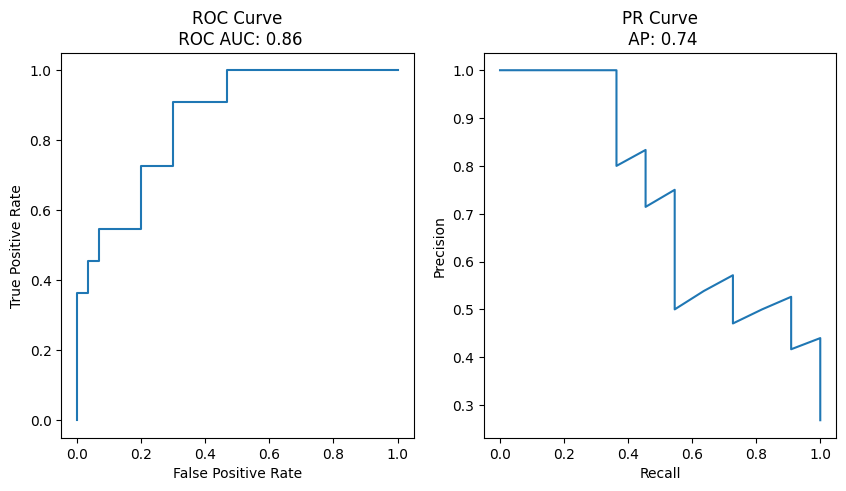 ROC Curve
ROC AUC: 0.86
True Positive Rate
1.0
0.8
0.6
0.4
0.2
0.0
0.0 0.2 0.4 0.6 0.8 1.0
False Positive Rate
PR Curve
AP: 0.74
Precision
1.0
0.9
0.8
0.7
0.6
0.5
0.4
0.3
0.0 0.2 0.4 0.6 0.8 1.0
Recall